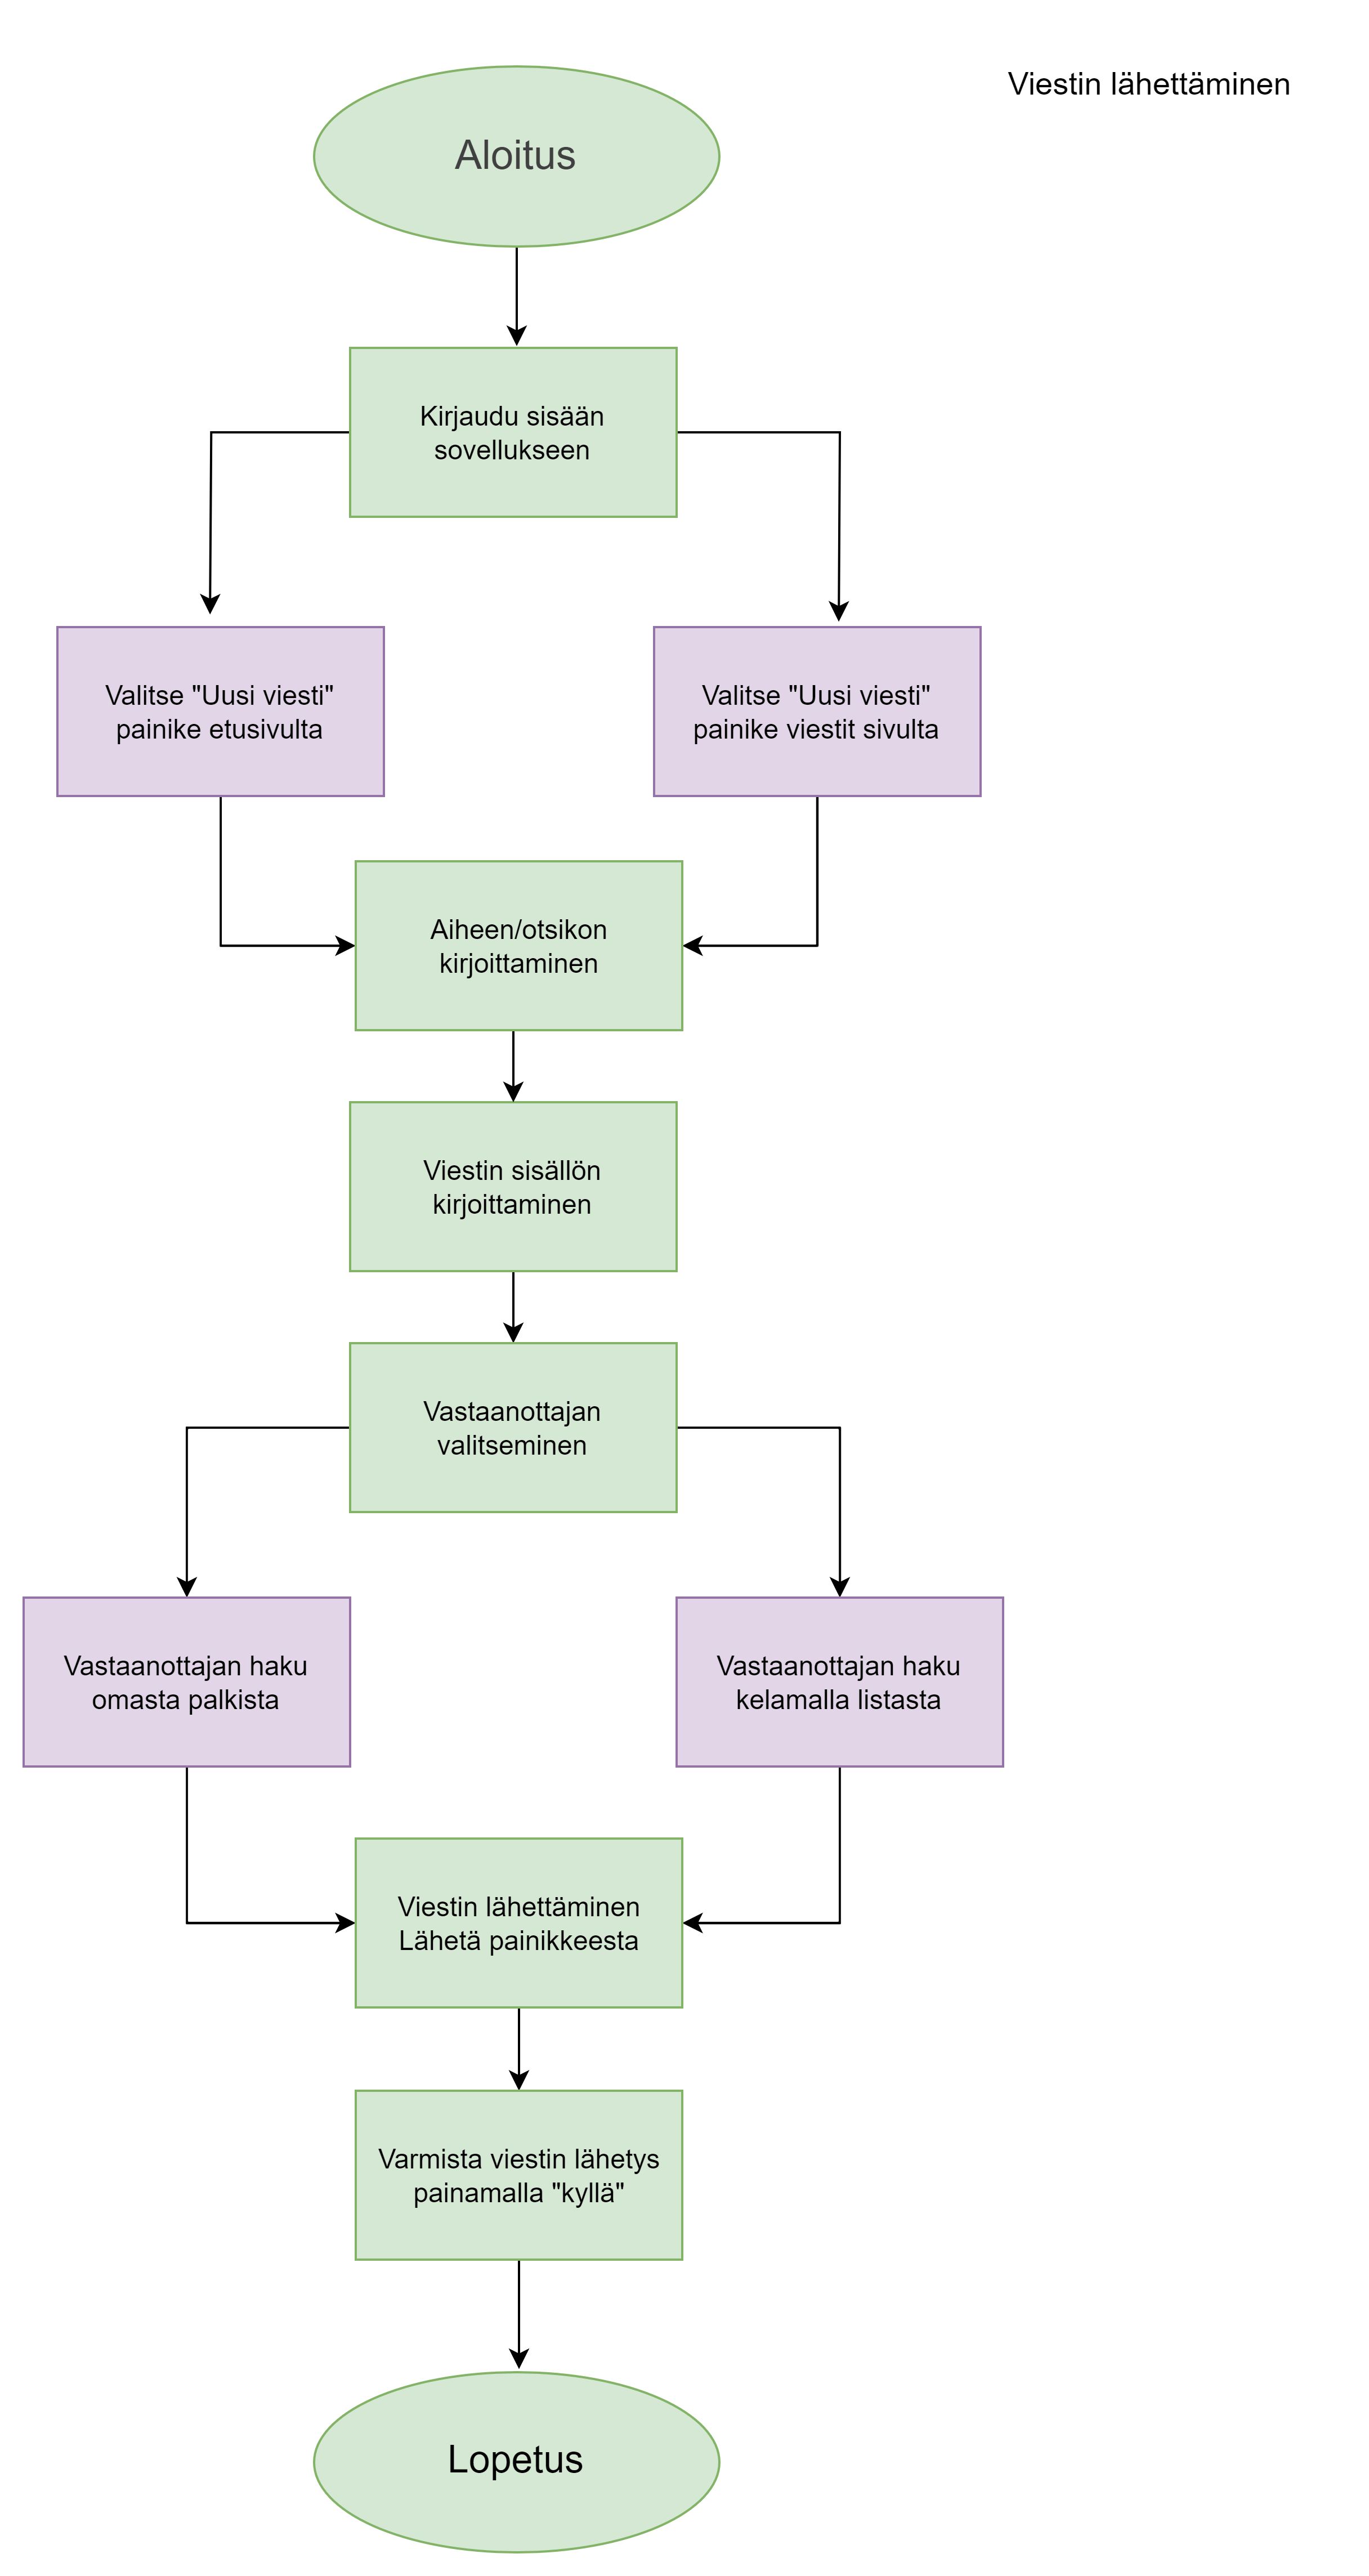 Viestin lähettäminen
Aloitus
Kirjaudu sisään
sovellukseen
Valitse "Uusi viesti"
painike etusivulta
Valitse "Uusi viesti"
painike viestit sivulta
Aiheen/otsikon
kirjoittaminen
Viestin sisällön
kirjoittaminen
Vastaanottajan
valitseminen
Vastaanottajan haku
omasta palkista
Vastaanottajan haku
kelamalla listasta
Viestin lähettäminen
Lähetä painikkeesta
Varmista viestin lähetys
painamalla "kyllä"
Lopetus